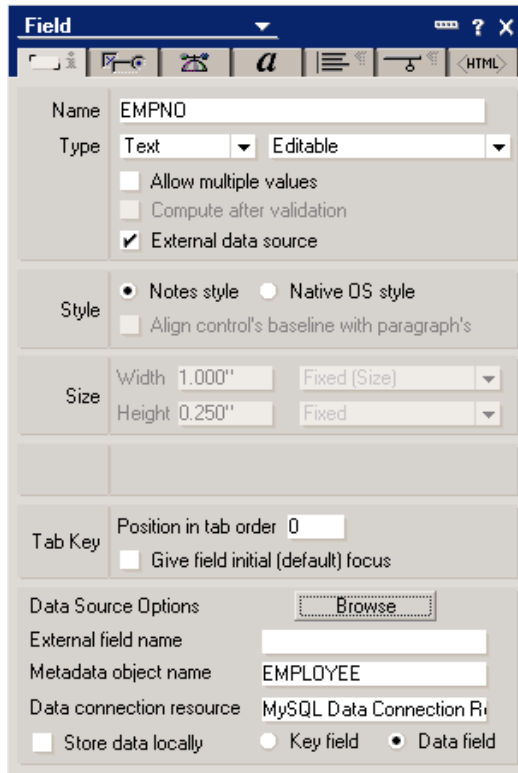 Field ?
a <HTML>
Name EMPNO
Type Text Editable
Allow multiple values
Compute after validation
External data source
Style Notes style Native OS style
Align control's baseline with paragraph's
Size Width 1.000" Fixed (Size)
Height 0.250" Fixed
Tab Key Position in tab order 0
Give field initial (default) focus
Data Source Options Browse
External field name
Metadata object name EMPLOYEE
Data connection resource MySQL Data Connection R
Store data locally Key field Data field